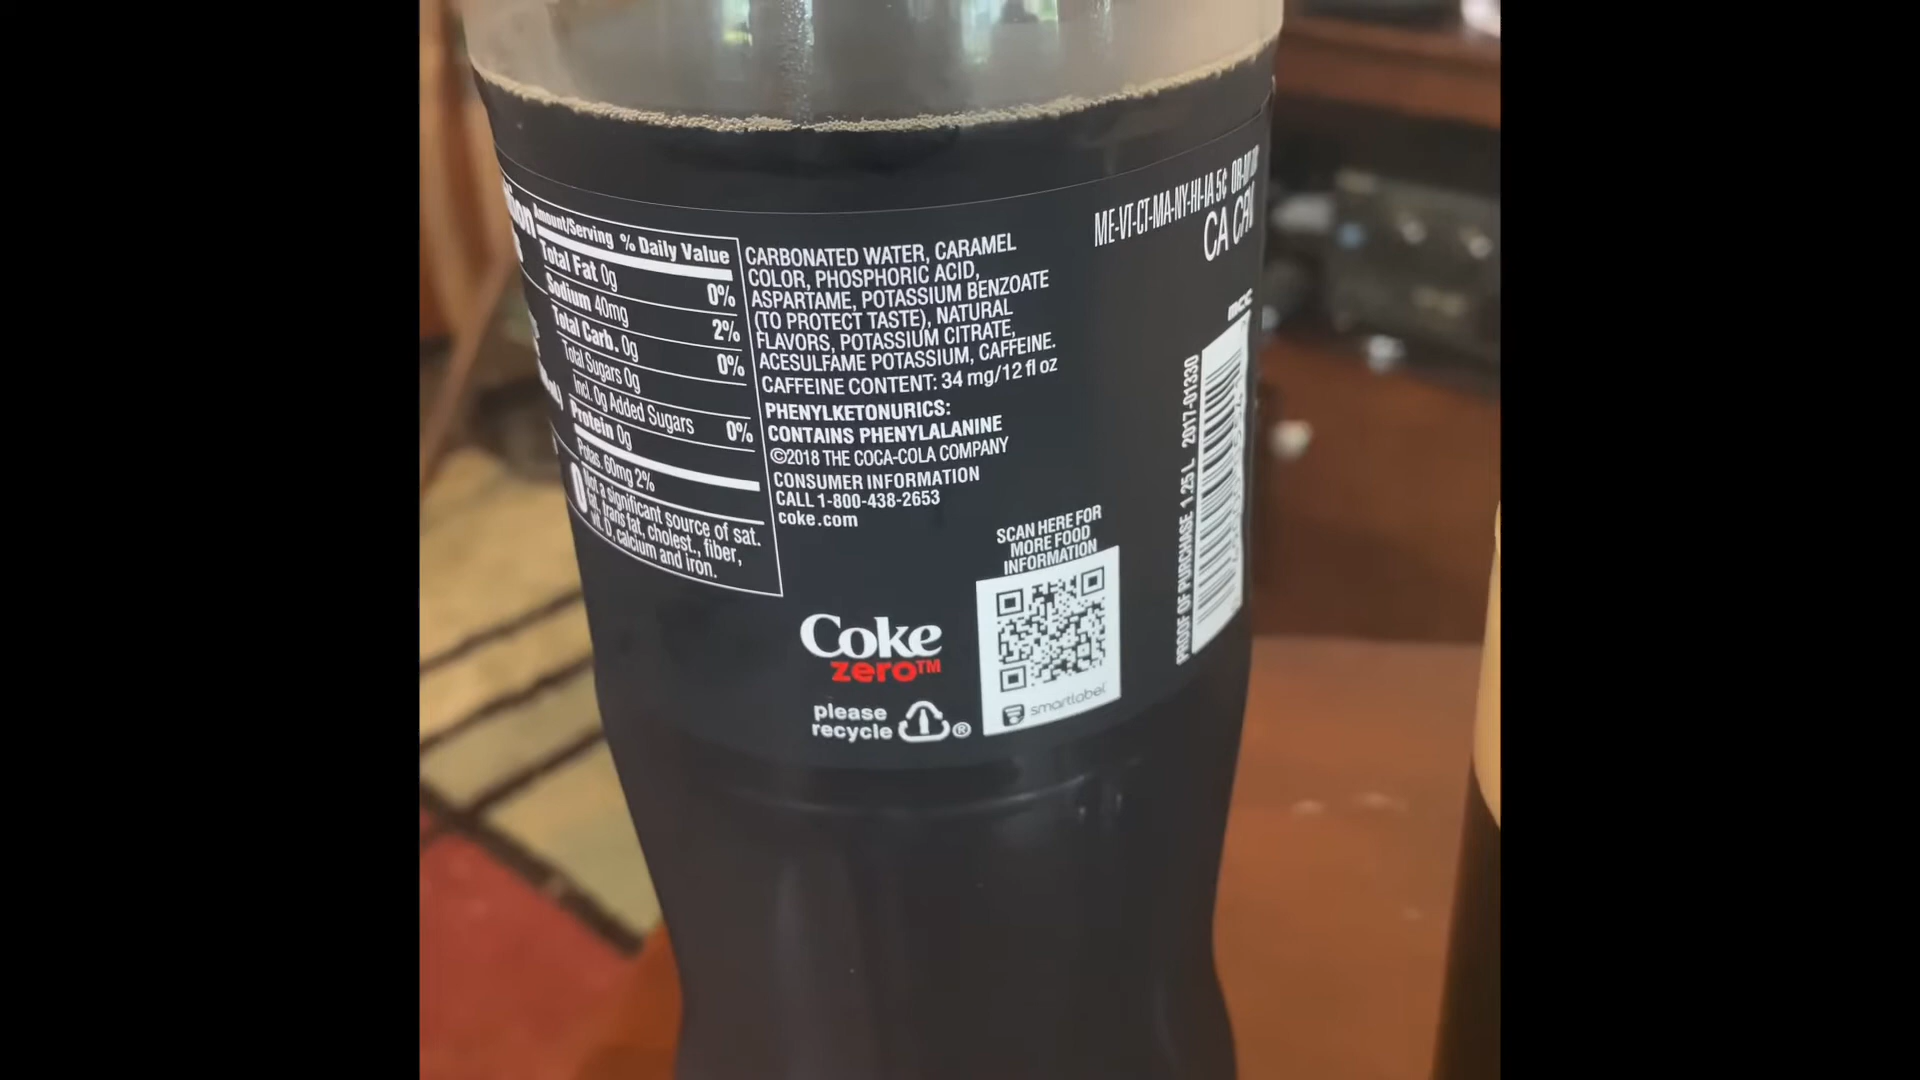 Amount/Serving % Daily Value
Total Fat 0g 0%
Sodium 40mg 2%
Total Carb. 0g 0%
Total Sugars 0g
Incl. 0g Added Sugars 0%
Protein 0g
Potas. 60mg 2%
Not a significant source of sat.
fat, trans fat, cholest., fiber,
vit. D, calcium and iron.
CARBONATED WATER, CARAMEL
COLOR, PHOSPHORIC ACID,
ASPARTAME, POTASSIUM BENZOATE
(TO PROTECT TASTE), NATURAL
FLAVORS, POTASSIUM CITRATE,
ACESULFAME POTASSIUM, CAFFEINE.
CAFFEINE CONTENT: 34 mg/12 fl oz
PHENYLKETONURICS:
CONTAINS PHENYLALANINE
©2018 THE COCA-COLA COMPANY
CONSUMER INFORMATION
CALL 1-800-438-2653
coke.com
ME-VT-CT-MA-NY-HI-IA 5¢
CA
SCAN HERE FOR
MORE FOOD
INFORMATION
smartlabel
PROOF OF PURCHASE 1.25 L 2017-01330
Coke
zero™
please
recycle ®